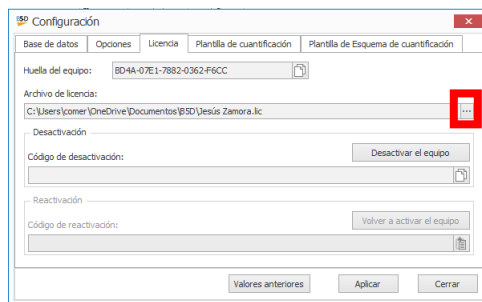 B5D Configuración
Base de datos Opciones Licencia Plantilla de cuantificación Plantilla de Esquema de cuantificación
Huella del equipo: BD4A-07E1-7882-0362-F6CC
Archivo de licencia:
C:\Users\comer\OneDrive\Documentos\B5D\Jesús Zamora.lic ...
Desactivación
Desactivar el equipo
Código de desactivación:
Reactivación
Volver a activar el equipo
Código de reactivación:
Valores anteriores Aplicar Cerrar